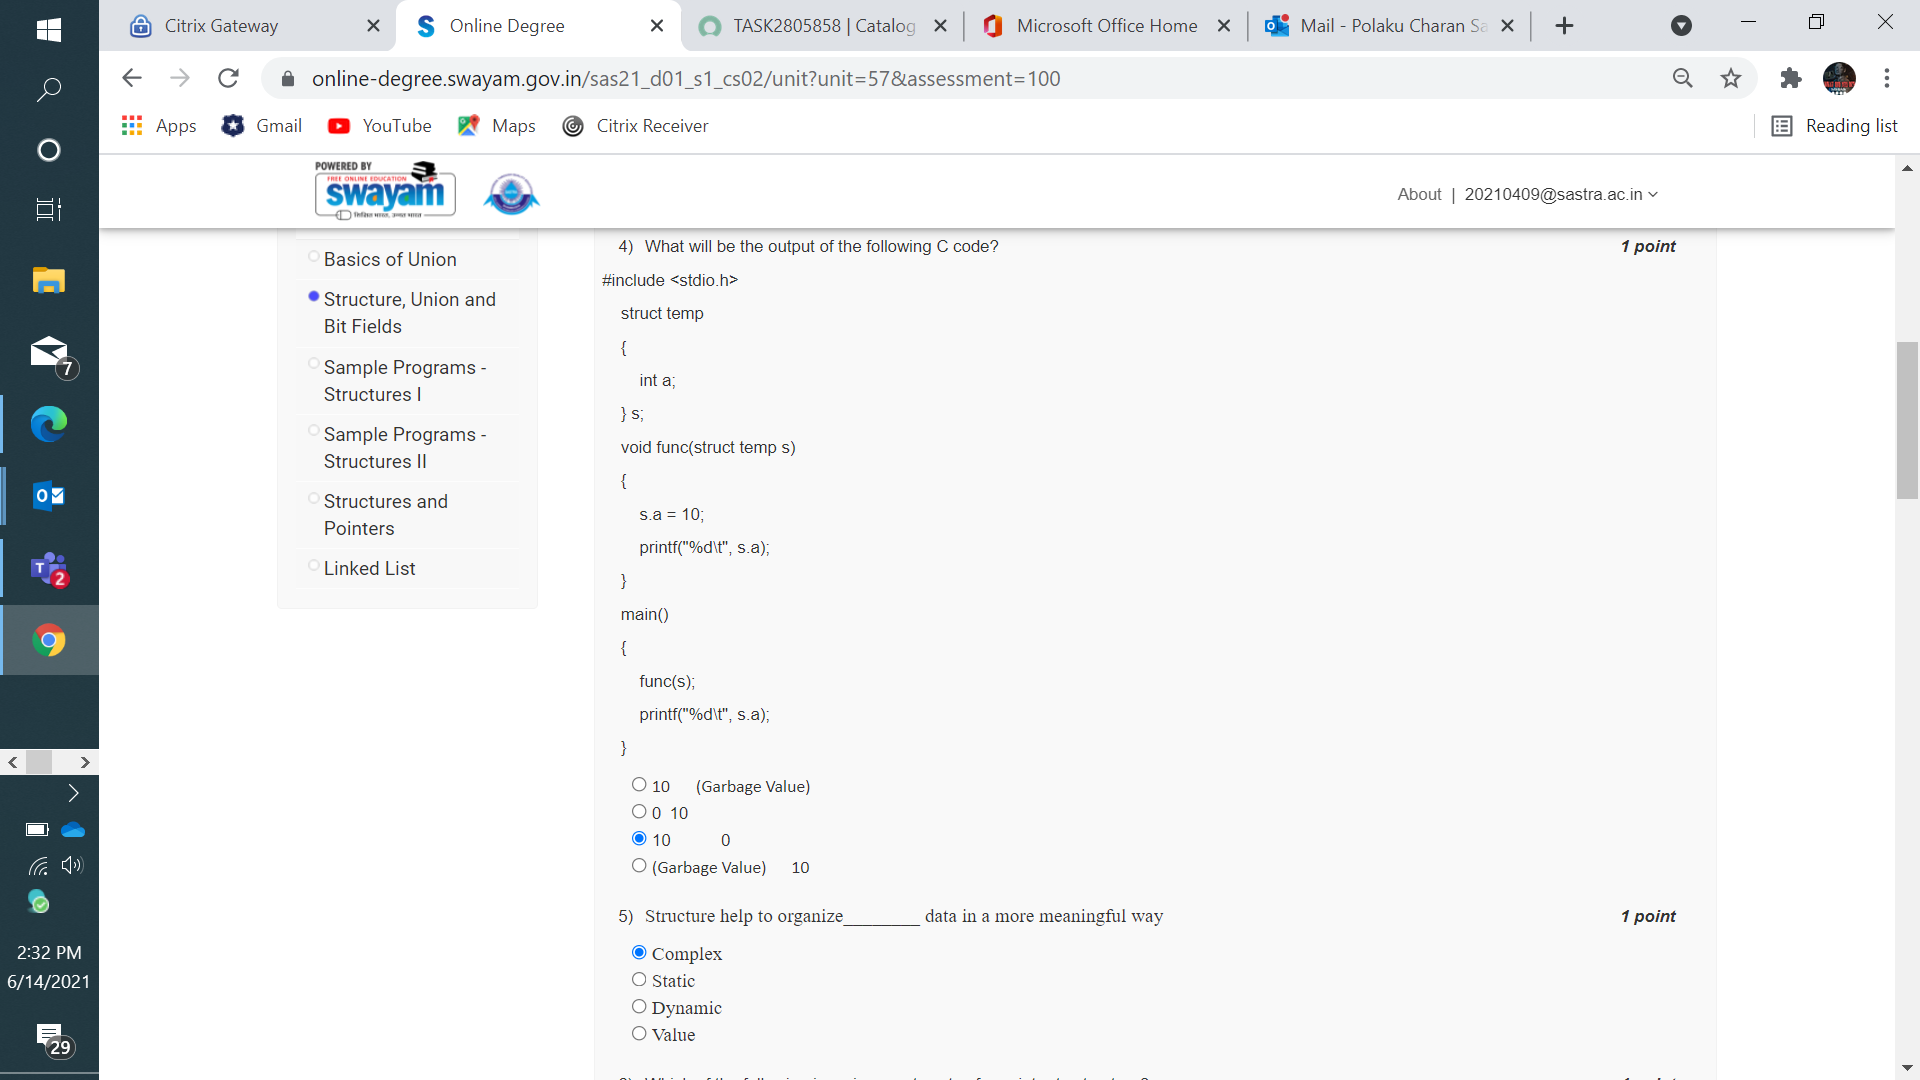 Citrix Gateway
Online Degree
TASK2805858 | Catalog
Microsoft Office Home
Mail - Polaku Charan Sa
online-degree.swayam.gov.in/sas21_d01_s1_cs02/unit?unit=57&assessment=100
Apps
Gmail
YouTube
Maps
Citrix Receiver
Reading list
POWERED BY
FREE ONLINE EDUCATION
swayam
About | 20210409@sastra.ac.in
Basics of Union
Structure, Union and
Bit Fields
Sample Programs -
Structures I
Sample Programs -
Structures II
Structures and
Pointers
Linked List
4) What will be the output of the following C code?
1 point
#include <stdio.h>
struct temp
{
int a;
} s;
void func(struct temp s)
{
s.a = 10;
printf("%d\t", s.a);
}
main()
{
func(s);
printf("%d\t", s.a);
}
10 (Garbage Value)
0 10
10 0
(Garbage Value) 10
5) Structure help to organize________ data in a more meaningful way
1 point
Complex
Static
Dynamic
Value
7
2
2:32 PM
6/14/2021
29